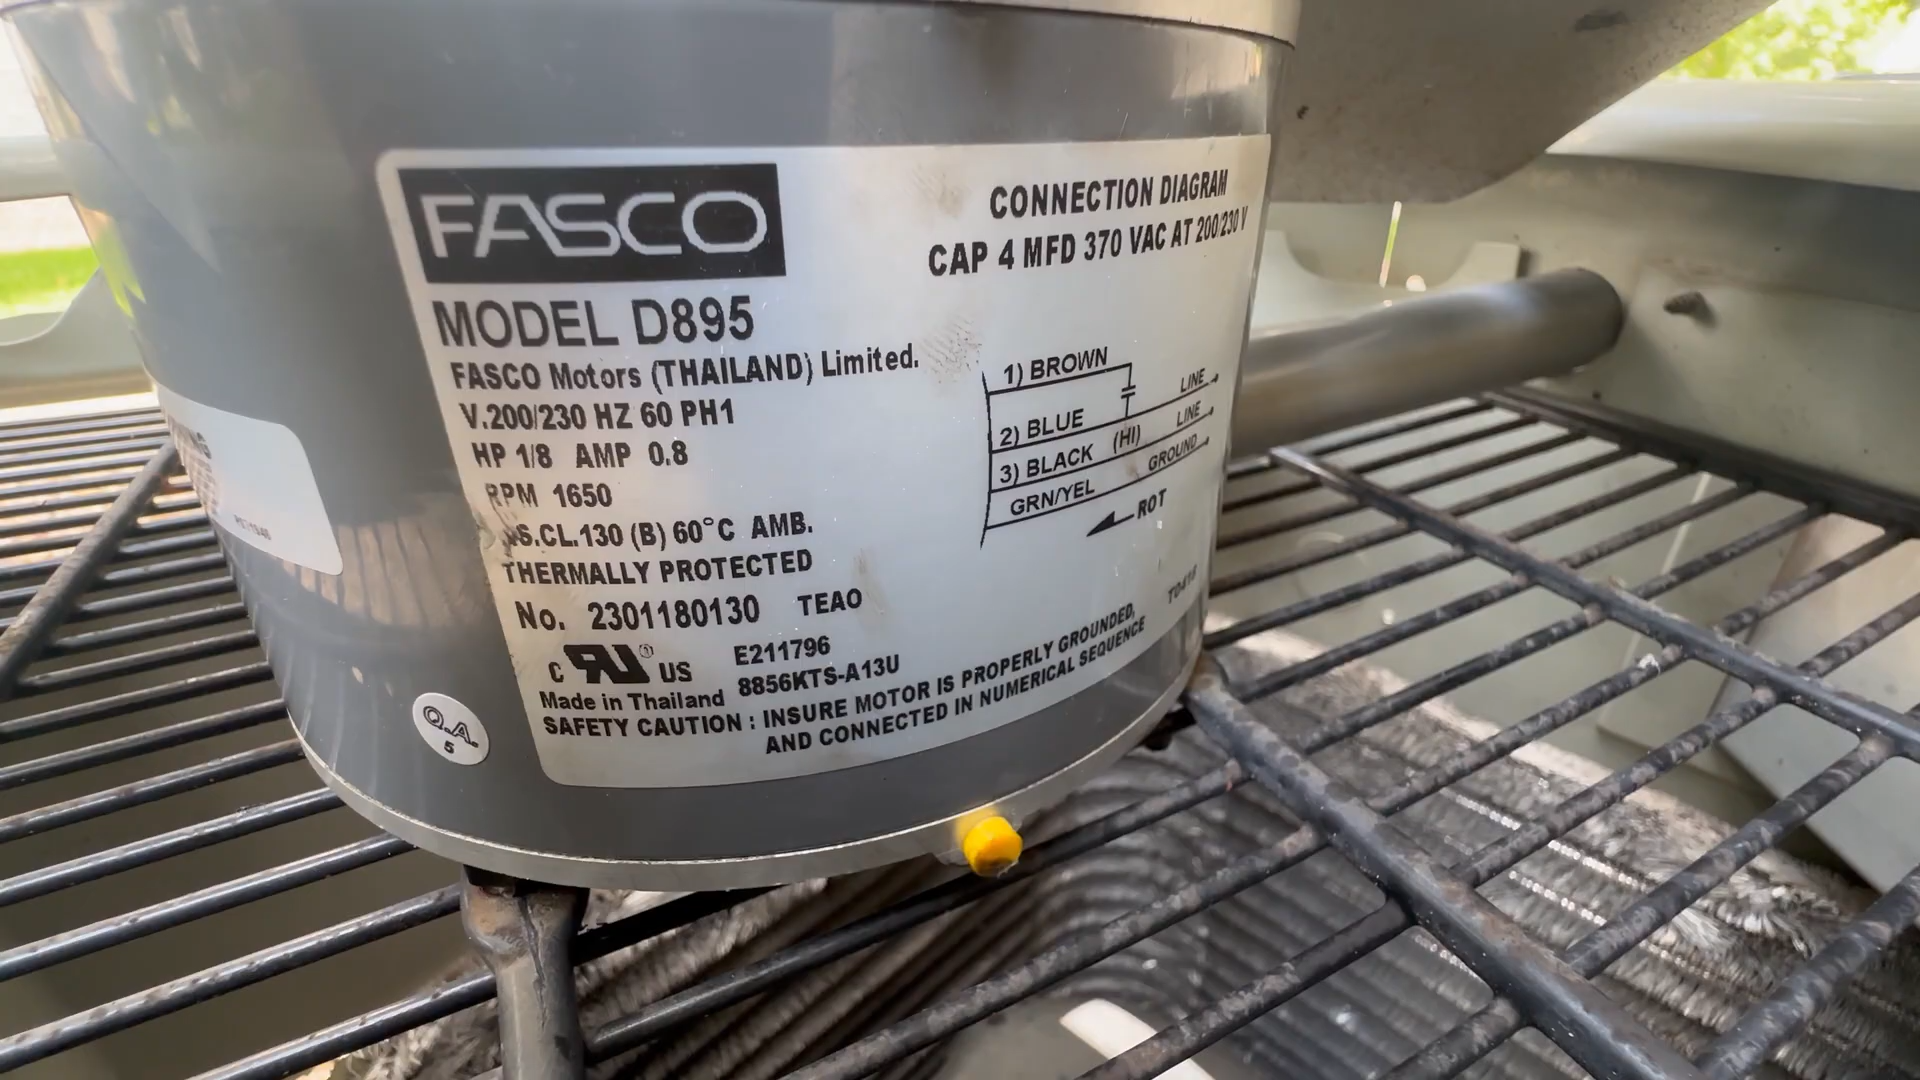 FASCO
MODEL D895
FASCO Motors (THAILAND) Limited.
V.200/230 HZ 60 PH1
HP 1/8 AMP 0.8
RPM 1650
S.CL.130 (B) 60°C AMB.
THERMALLY PROTECTED
No. 2301180130 TEAO
C RU US E211796
Made in Thailand 8856KTS-A13U
SAFETY CAUTION : INSURE MOTOR IS PROPERLY GROUNDED,
AND CONNECTED IN NUMERICAL SEQUENCE
CONNECTION DIAGRAM
CAP 4 MFD 370 VAC AT 200/230 V
1) BROWN
LINE
2) BLUE
LINE
3) BLACK (HI)
GROUND
GRN/YEL
ROT
Q.A.
5